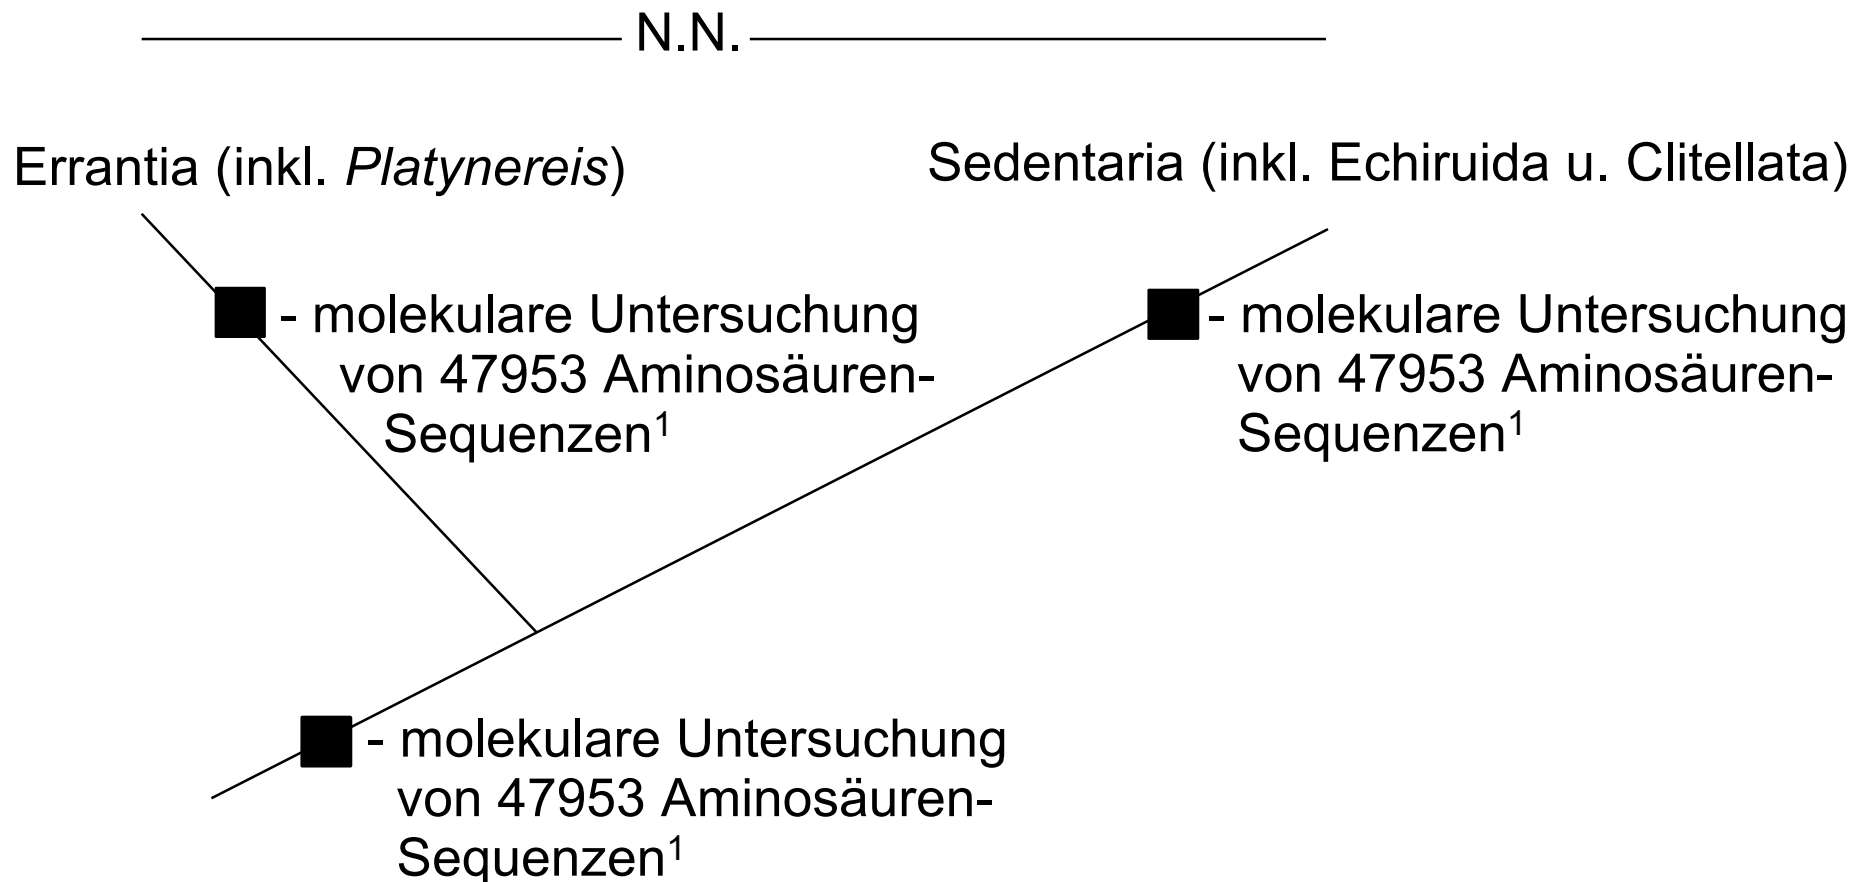 N.N.
Errantia (inkl. Platynereis)
Sedentaria (inkl. Echiruida u. Clitellata)
- molekulare Untersuchung
von 47953 Aminosäuren-
Sequenzen¹
- molekulare Untersuchung
von 47953 Aminosäuren-
Sequenzen¹
- molekulare Untersuchung
von 47953 Aminosäuren-
Sequenzen¹